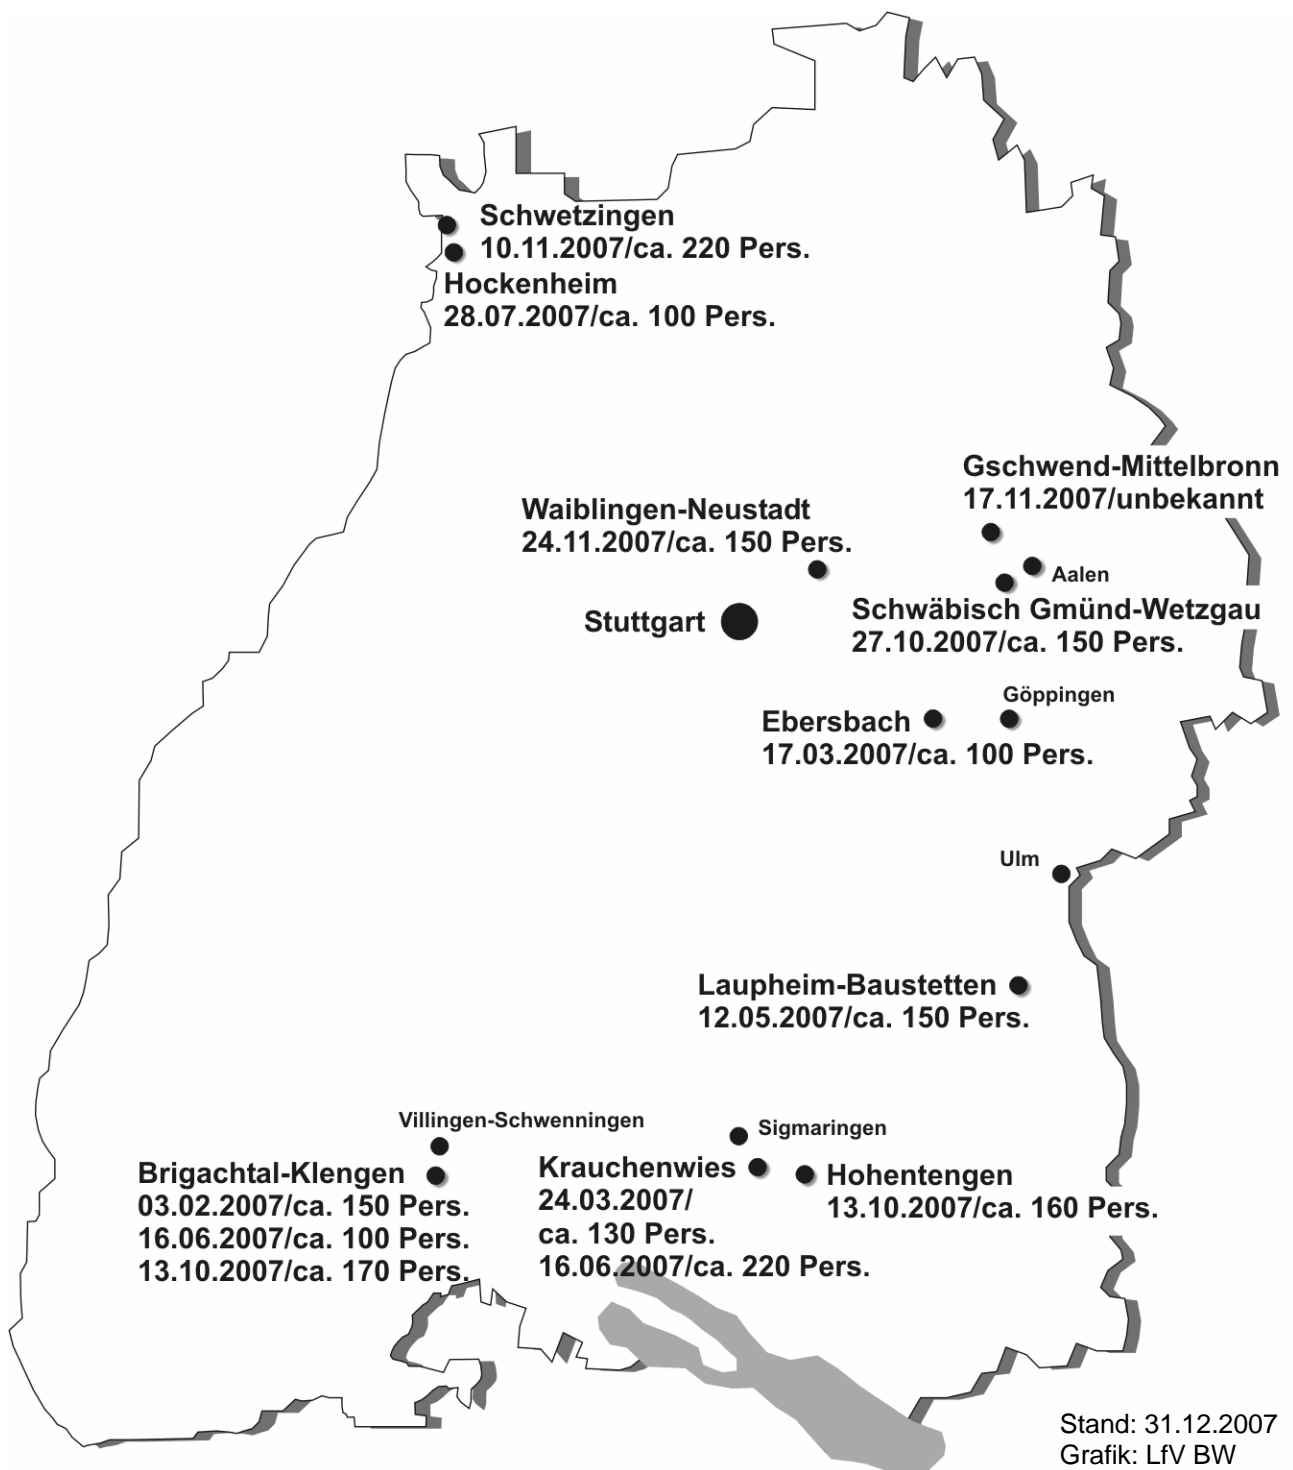 Schwetzingen
10.11.2007/ca. 220 Pers.
Hockenheim
28.07.2007/ca. 100 Pers.
Gschwend-Mittelbronn
17.11.2007/unbekannt
Waiblingen-Neustadt
24.11.2007/ca. 150 Pers.
Aalen
Schwäbisch Gmünd-Wetzgau
27.10.2007/ca. 150 Pers.
Stuttgart
Göppingen
Ebersbach
17.03.2007/ca. 100 Pers.
Ulm
Laupheim-Baustetten
12.05.2007/ca. 150 Pers.
Villingen-Schwenningen
Brigachtal-Klengen
03.02.2007/ca. 150 Pers.
16.06.2007/ca. 100 Pers.
13.10.2007/ca. 170 Pers.
Sigmaringen
Krauchenwies
24.03.2007/
ca. 130 Pers.
16.06.2007/ca. 220 Pers.
Hohentengen
13.10.2007/ca. 160 Pers.
Stand: 31.12.2007
Grafik: LfV BW